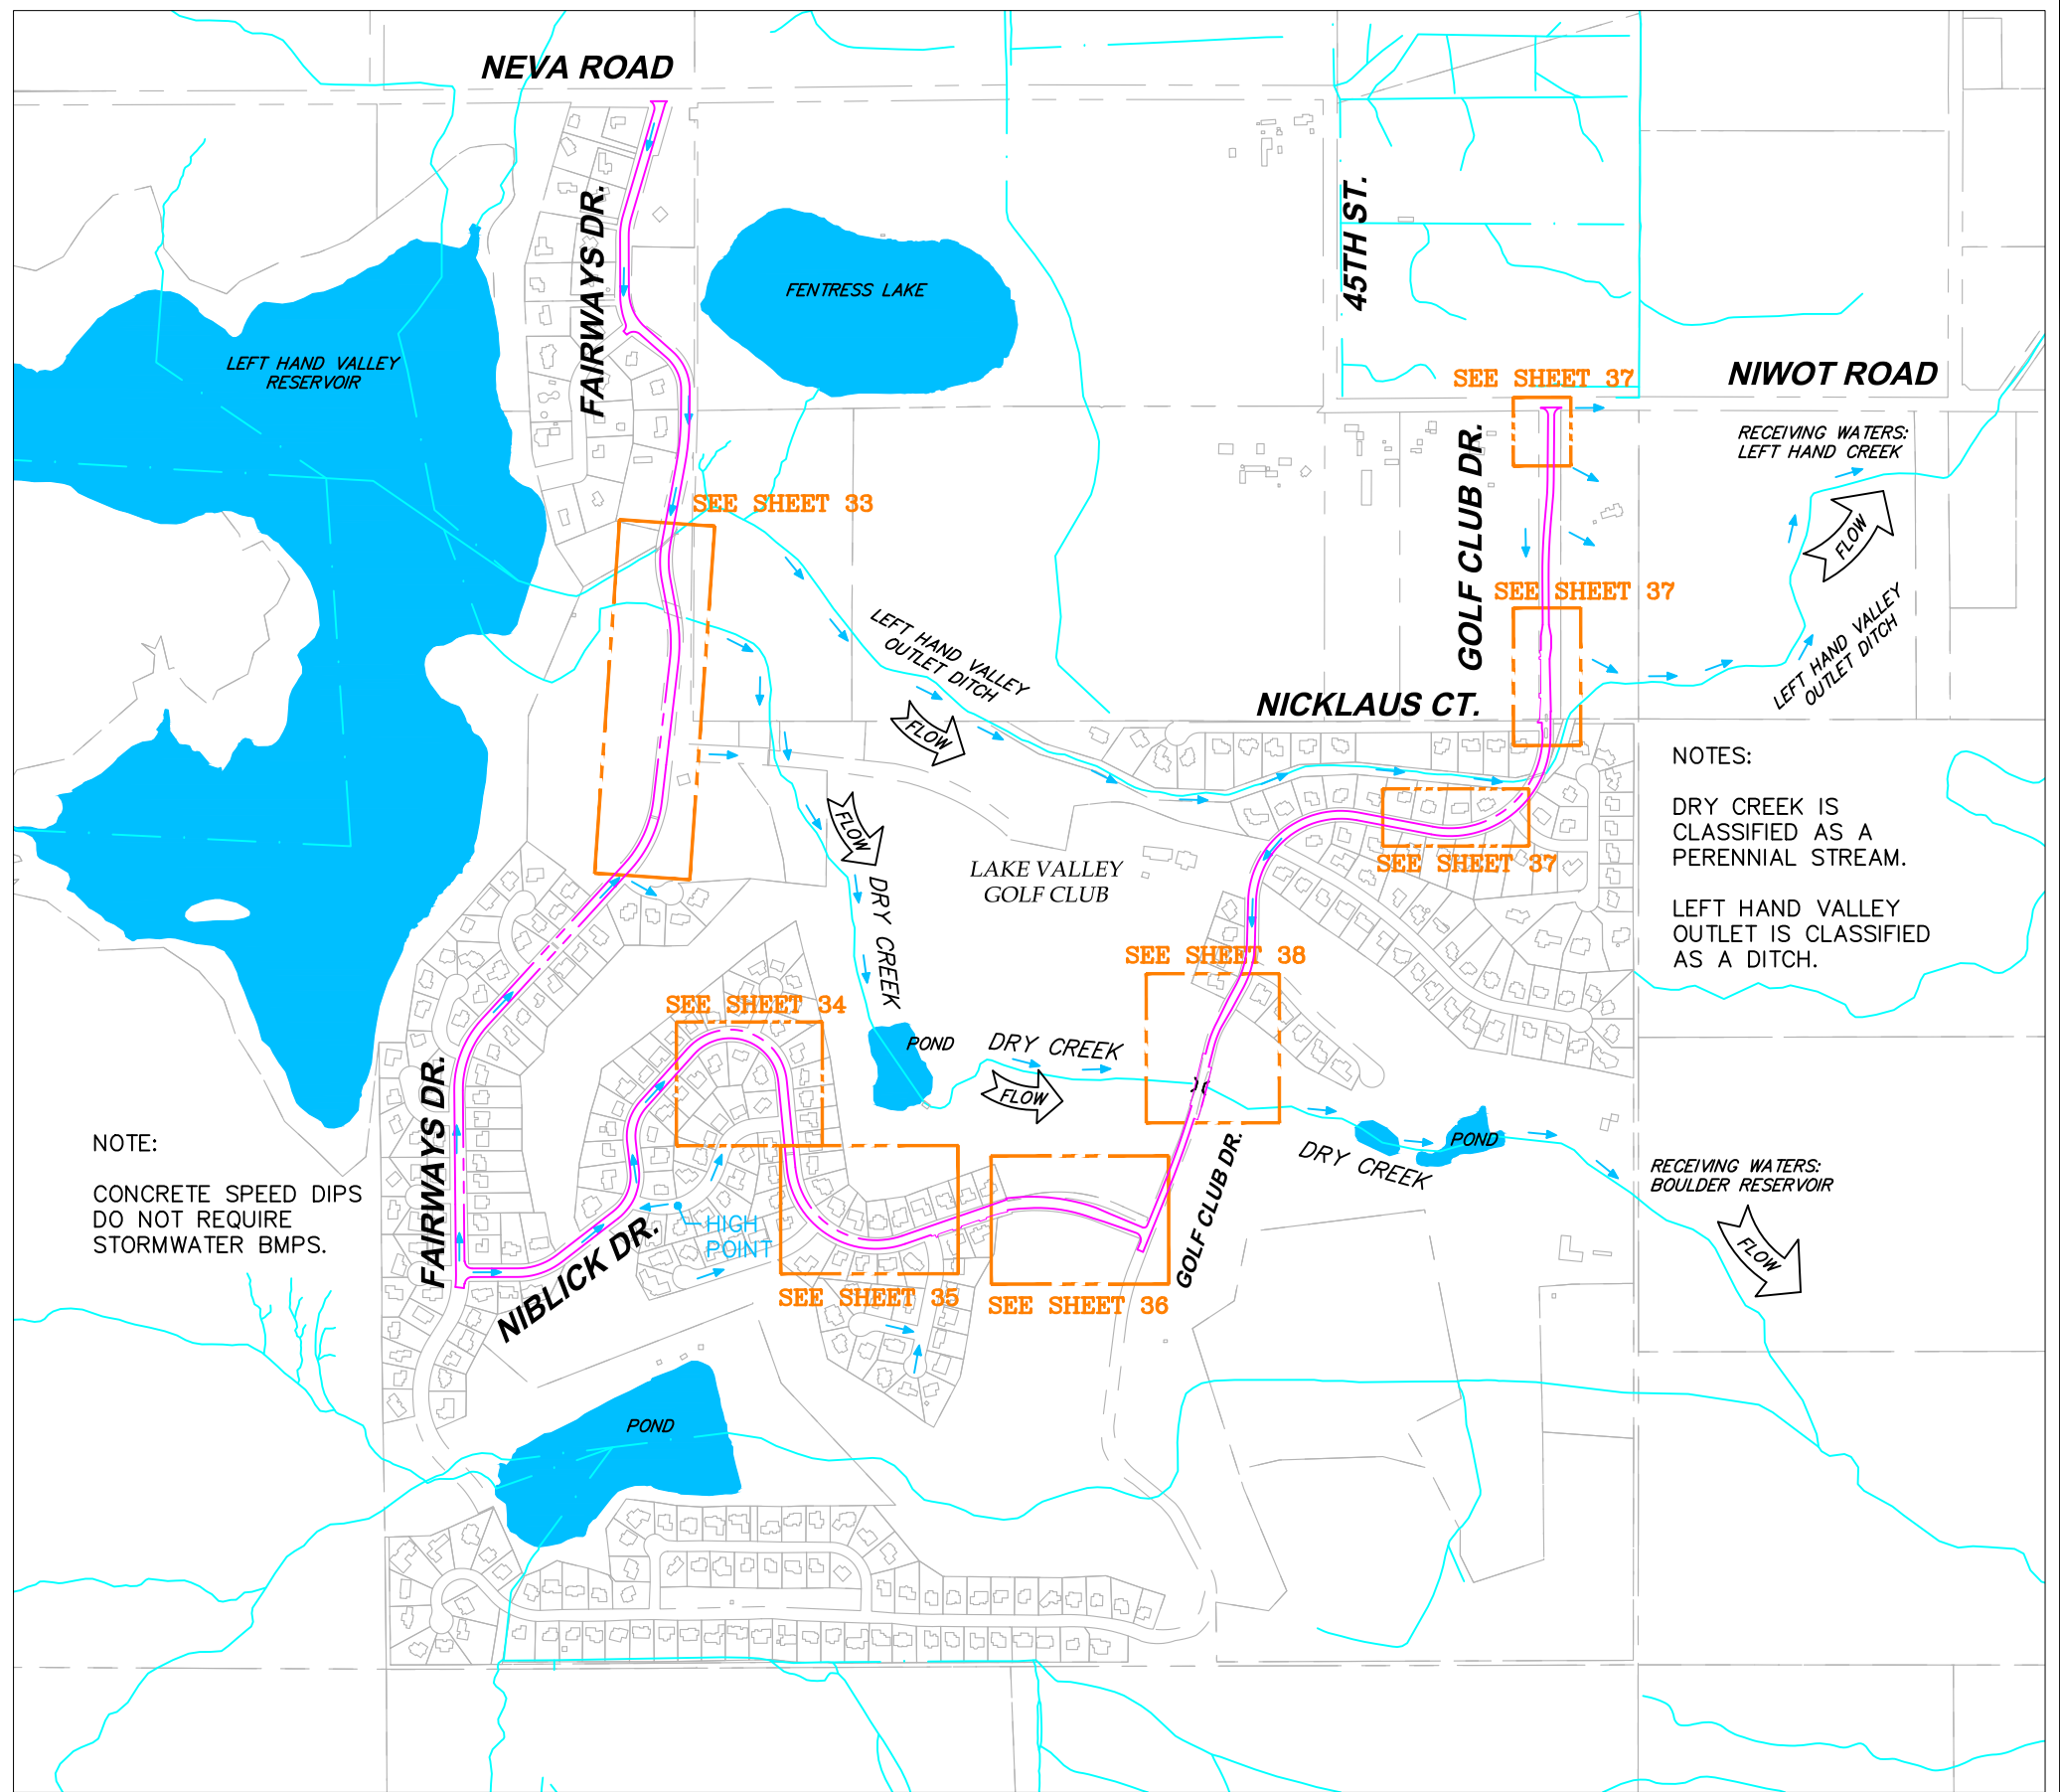 NEVA ROAD
FAIRWAYS DR.
FENTRESS LAKE
45TH ST.
LEFT HAND VALLEY
RESERVOIR
SEE SHEET 37
NIWOT ROAD
RECEIVING WATERS:
LEFT HAND CREEK
GOLF CLUB DR.
SEE SHEET 33
FLOW
SEE SHEET 37
LEFT HAND VALLEY
OUTLET DITCH
LEFT HAND VALLEY
OUTLET DITCH
FLOW
NICKLAUS CT.
NOTES:
DRY CREEK IS
CLASSIFIED AS A
PERENNIAL STREAM.
LEFT HAND VALLEY
OUTLET IS CLASSIFIED
AS A DITCH.
FLOW
SEE SHEET 37
LAKE VALLEY
GOLF CLUB
DRY CREEK
SEE SHEET 38
SEE SHEET 34
POND
DRY CREEK
FLOW
FAIRWAYS DR.
NOTE:
CONCRETE SPEED DIPS
DO NOT REQUIRE
STORMWATER BMPS.
HIGH
POINT
NIBLICK DR.
GOLF CLUB DR.
DRY CREEK
POND
RECEIVING WATERS:
BOULDER RESERVOIR
FLOW
SEE SHEET 35
SEE SHEET 36
POND